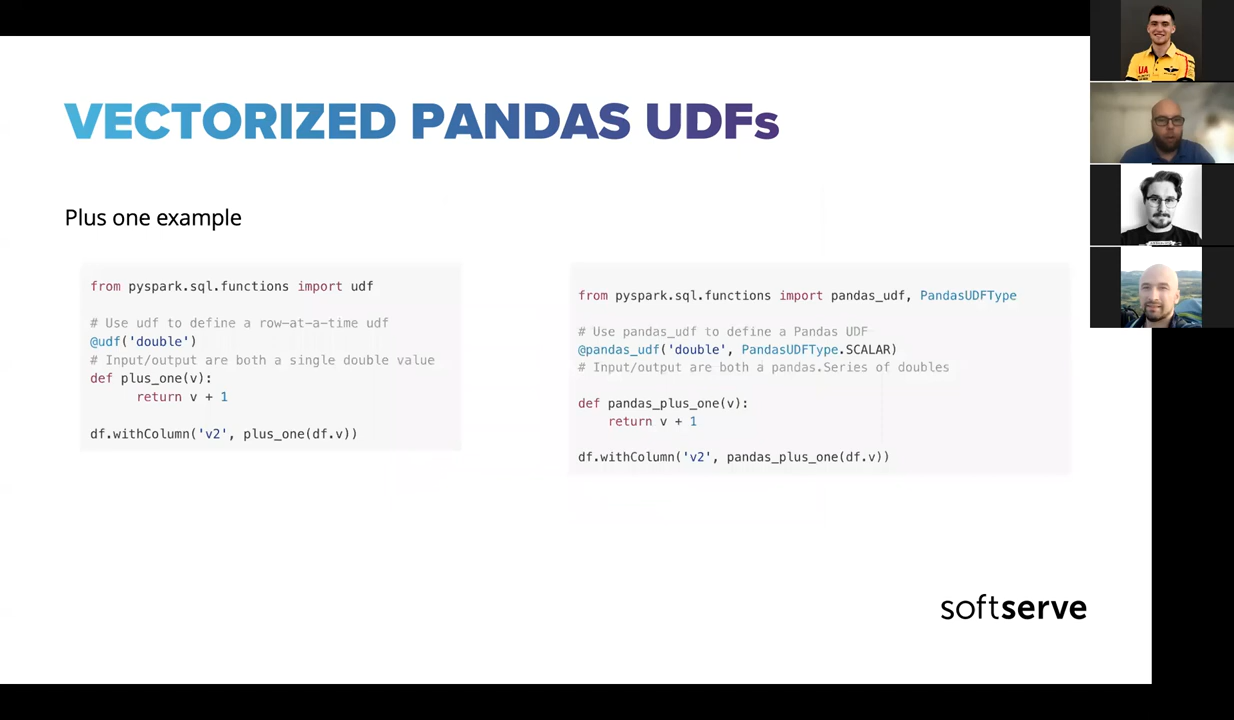 VECTORIZED PANDAS UDFs
Plus one example
from pyspark.sql.functions import udf
# Use udf to define a row-at-a-time udf
@udf('double')
# Input/output are both a single double value
def plus_one(v):
return v + 1
df.withColumn('v2', plus_one(df.v))
from pyspark.sql.functions import pandas_udf, PandasUDFType
# Use pandas_udf to define a Pandas UDF
@pandas_udf('double', PandasUDFType.SCALAR)
# Input/output are both a pandas.Series of doubles
def pandas_plus_one(v):
return v + 1
df.withColumn('v2', pandas_plus_one(df.v))
softserve
UA